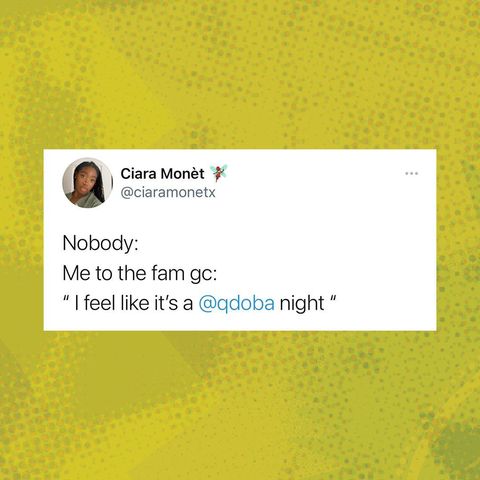 Ciara Monèt 🧚
@ciaramonetx
Nobody:
Me to the fam gc:
“ I feel like it’s a @qdoba night “